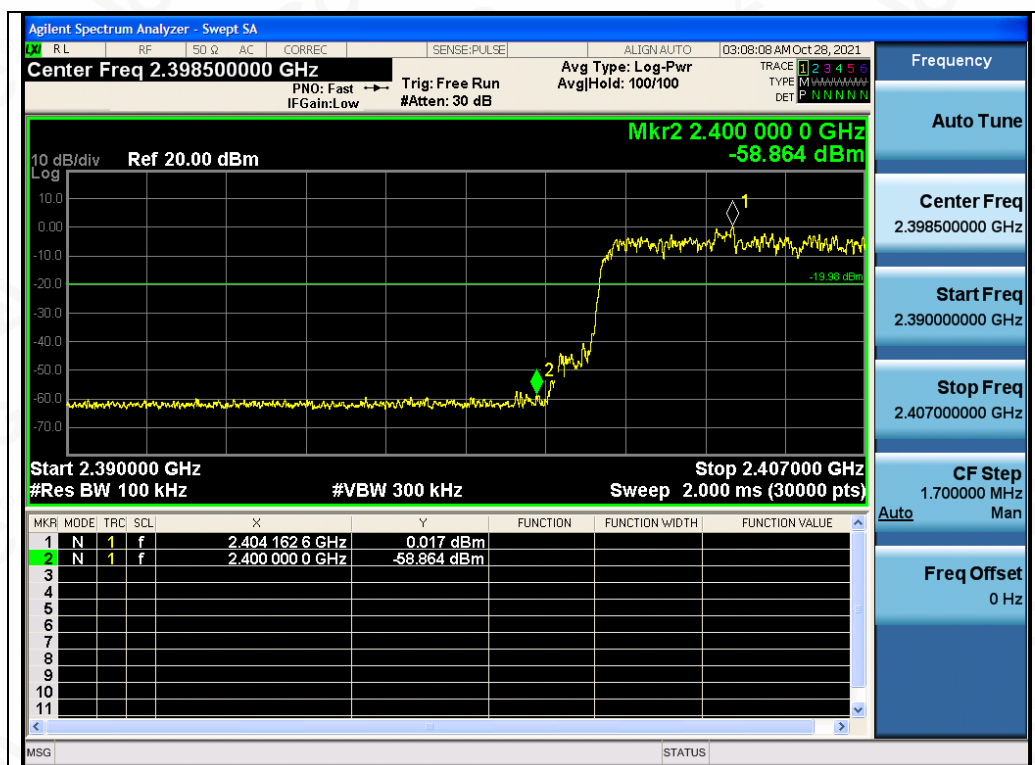 Agilent Spectrum Analyzer - Swept SA
LXI RL RF 50 Ω AC CORREC SENSE:PULSE ALIGN AUTO 03:08:08 AM Oct 28, 2021
Center Freq 2.398500000 GHz
PNO: Fast
IFGain:Low
Trig: Free Run
#Atten: 30 dB
Avg Type: Log-Pwr
Avg|Hold: 100/100
TRACE 1 2 3 4 5 6
TYPE M WWWWW
DET P N N N N N
Mkr2 2.400 000 0 GHz
-58.864 dBm
10 dB/div Ref 20.00 dBm
Log
10.0
0.00
-10.0
-20.0
-30.0
-40.0
-50.0
-60.0
-70.0
1
2
-19.98 dBm
Start 2.390000 GHz Stop 2.407000 GHz
#Res BW 100 kHz #VBW 300 kHz Sweep 2.000 ms (30000 pts)
MKR MODE TRC SCL X Y FUNCTION FUNCTION WIDTH FUNCTION VALUE
1 N 1 f 2.404 162 6 GHz 0.017 dBm
2 N 1 f 2.400 000 0 GHz -58.864 dBm
3
4
5
6
7
8
9
10
11
MSG STATUS
Frequency
Auto Tune
Center Freq
2.398500000 GHz
Start Freq
2.390000000 GHz
Stop Freq
2.407000000 GHz
CF Step
1.700000 MHz
Auto Man
Freq Offset
0 Hz